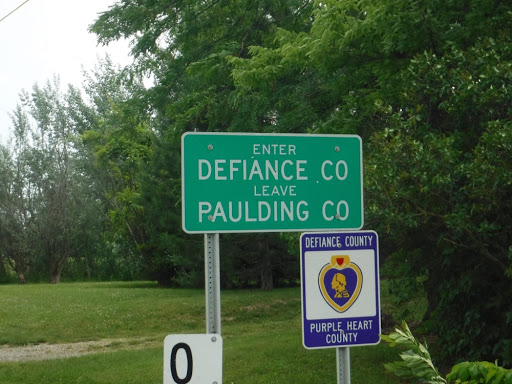 ENTER
DEFIANCE CO
LEAVE
PAULDING CO
DEFIANCE COUNTY
PURPLE HEART
COUNTY
0